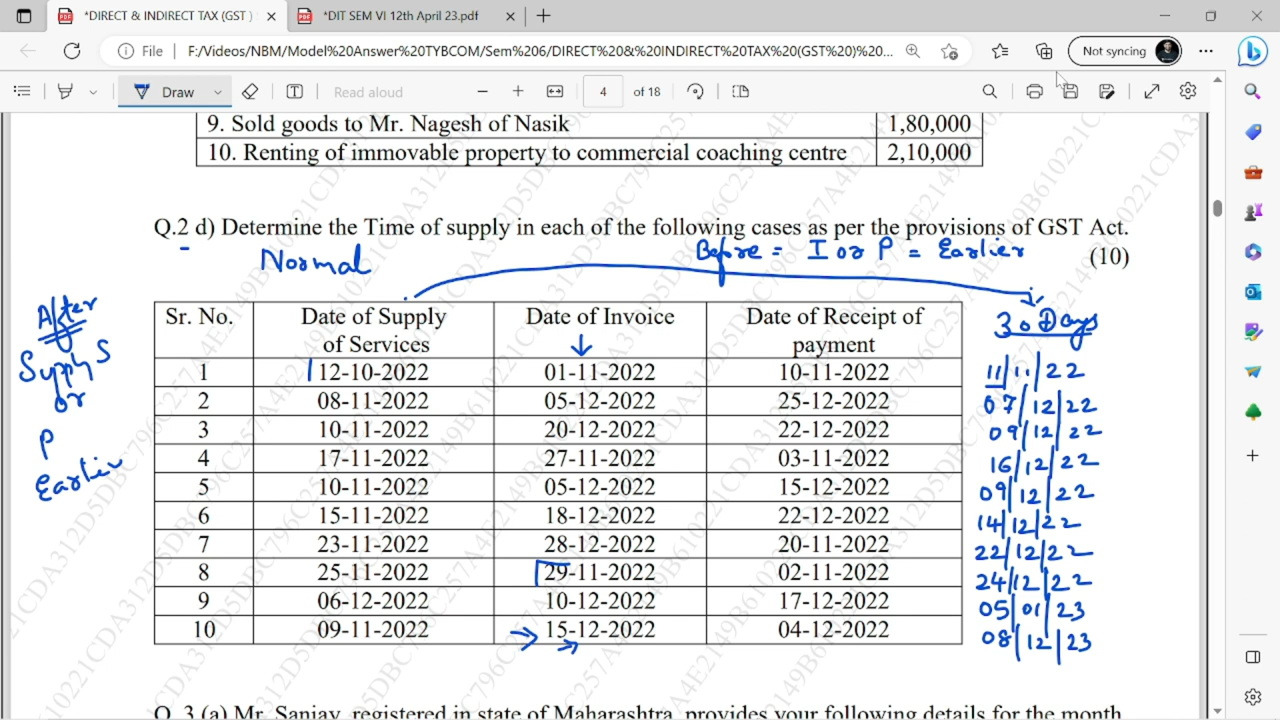 *DIRECT & INDIRECT TAX (GST )
*DIT SEM VI 12th April 23.pdf
File F:/Videos/NBM/Model%20Answer%20TYBCOM/Sem%206/DIRECT%20&%20INDIRECT%20TAX%20(GST%20)%20... Not syncing
Draw Read aloud 4 of 18
9. Sold goods to Mr. Nagesh of Nasik 1,80,000
10. Renting of immovable property to commercial coaching centre 2,10,000
Q.2 d) Determine the Time of supply in each of the following cases as per the provisions of GST Act.
(10)
Normal Before = I or P = Earlier
After
Supply S
or
P
Earlier
Sr. No. Date of Supply of Services Date of Invoice Date of Receipt of payment 30 Days
1 12-10-2022 01-11-2022 10-11-2022 11/11/22
2 08-11-2022 05-12-2022 25-12-2022 07/12/22
3 10-11-2022 20-12-2022 22-12-2022 09/12/22
4 17-11-2022 27-11-2022 03-11-2022 16/12/22
5 10-11-2022 05-12-2022 15-12-2022 09/12/22
6 15-11-2022 18-12-2022 22-12-2022 14/12/22
7 23-11-2022 28-12-2022 20-11-2022 22/12/22
8 25-11-2022 29-11-2022 02-11-2022 24/12/22
9 06-12-2022 10-12-2022 17-12-2022 05/01/23
10 09-11-2022 15-12-2022 04-12-2022 08/12/23
Q. 3 (a) Mr. Sanjay, registered in state of Maharashtra, provides your following details for the month